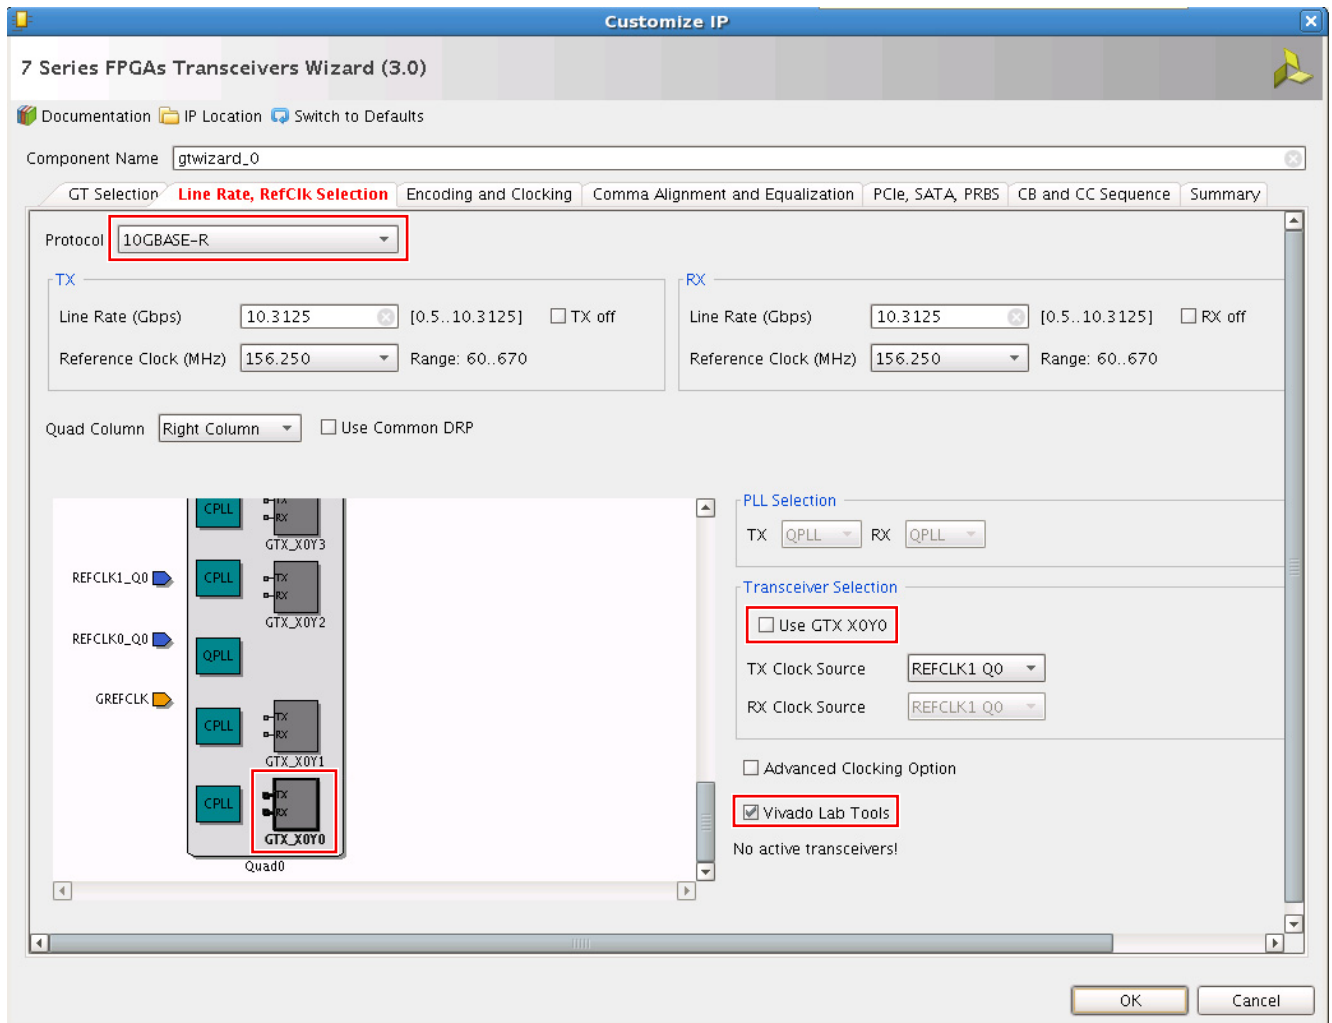 Customize IP
7 Series FPGAs Transceivers Wizard (3.0)
Documentation IP Location Switch to Defaults
Component Name gtwizard_0
GT Selection Line Rate, RefClk Selection Encoding and Clocking Comma Alignment and Equalization PCIe, SATA, PRBS CB and CC Sequence Summary
Protocol 10GBASE-R
TX
Line Rate (Gbps) 10.3125 [0.5..10.3125] TX off
Reference Clock (MHz) 156.250 Range: 60..670
RX
Line Rate (Gbps) 10.3125 [0.5..10.3125] RX off
Reference Clock (MHz) 156.250 Range: 60..670
Quad Column Right Column Use Common DRP
CPLL TX
RX
GTX_X0Y3
REFCLK1_Q0 CPLL TX
RX
GTX_X0Y2
REFCLK0_Q0 QPLL
GREFCLK
CPLL TX
RX
GTX_X0Y1
CPLL TX
RX
GTX_X0Y0
Quad0
PLL Selection
TX QPLL RX QPLL
Transceiver Selection
Use GTX X0Y0
TX Clock Source REFCLK1 Q0
RX Clock Source REFCLK1 Q0
Advanced Clocking Option
Vivado Lab Tools
No active transceivers!
OK Cancel